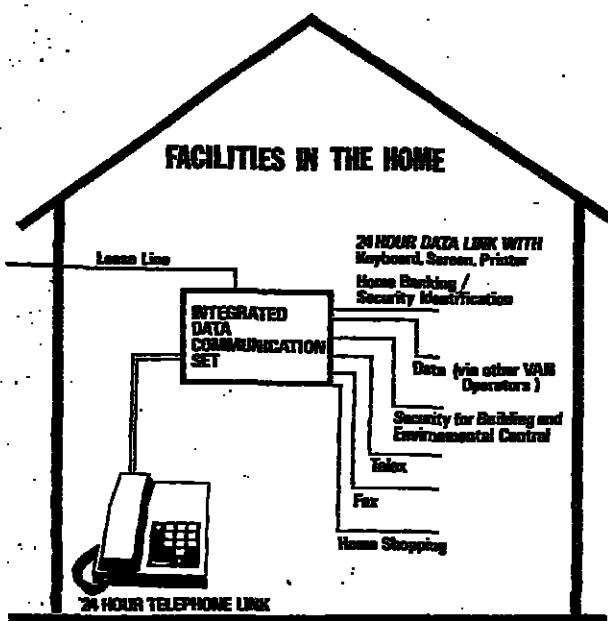 FACILITIES IN THE HOME
Lease Line
24 HOUR DATA LINK WITH
Keyboard, Screen, Printer
Home Banking /
Security Identification
INTEGRATED
DATA
COMMUNICATION
SET
Data (via other VAN
Operators)
Security for Building and
Envirnomental Control
Telex
Fax
Home Shopping
24 HOUR TELEPHONE LINK